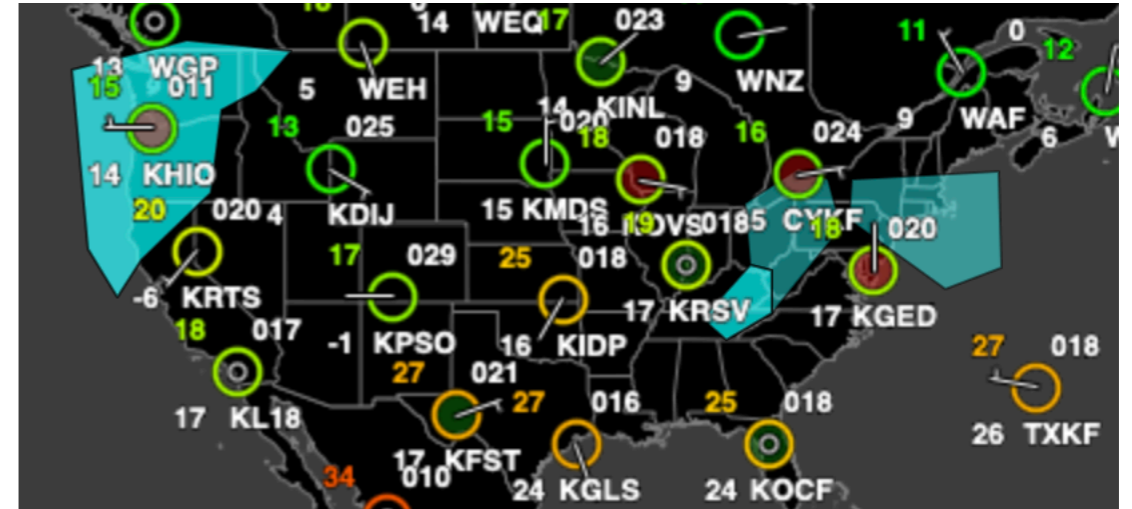 14 WEQ 17 023
13 WGP
15 011
5 WEH
14 KINL
9
WNZ
11
0
12
WAF
9
6
13 025
15 020
18 018
16 024
14 KHIO
20 020
4 KDIJ
15 KMDS
16 KOVS
5 CYKF
19 018
18 020
17 029
25 018
-6 KRTS
17 KRSV
17 KGED
18 017
-1 KPSO
16 KIDP
27 018
27 021
27 016
25 018
17 KL18
26 TXKF
17 KFST
34 010
24 KGLS
24 KOCF